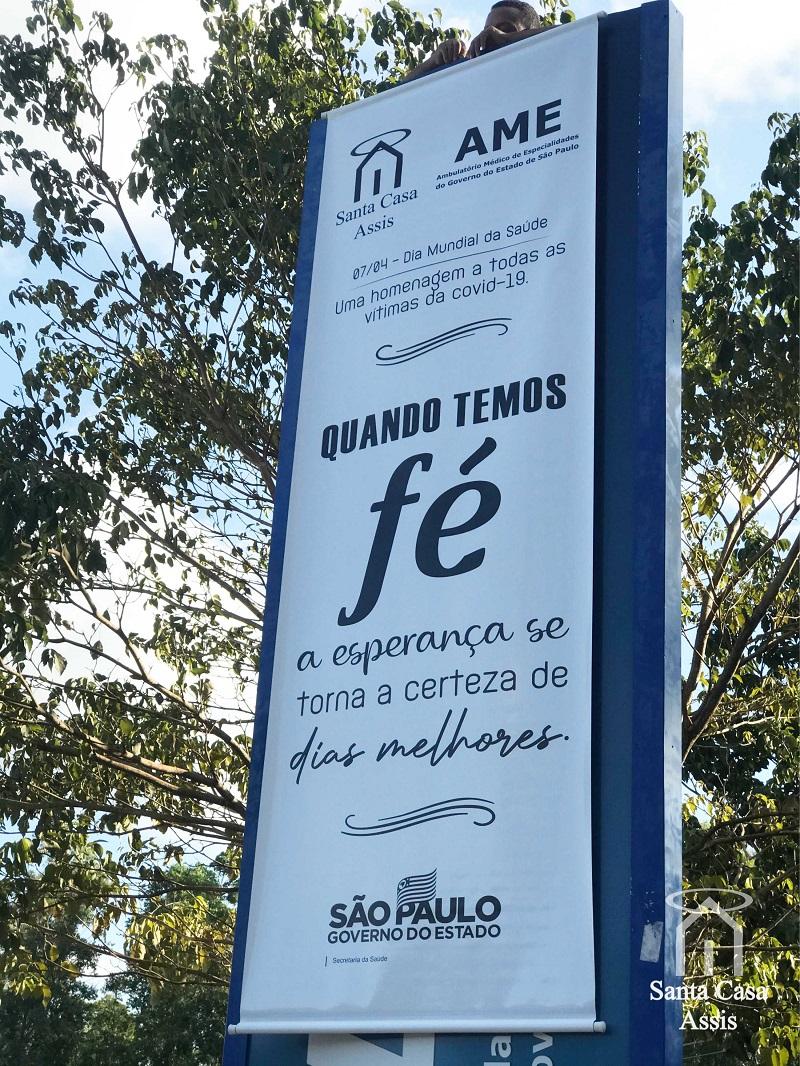 Santa Casa
Assis
AME
Ambulatório Médico de Especialidades
do Governo do Estado de São Paulo
07/04 - Dia Mundial da Saúde
Uma homenagem a todas as
vítimas da covid-19.
QUANDO TEMOS
fé
a esperança se
torna a certeza de
dias melhores.
SÃO PAULO
GOVERNO DO ESTADO
Secretaria da Saúde
Santa Casa
Assis